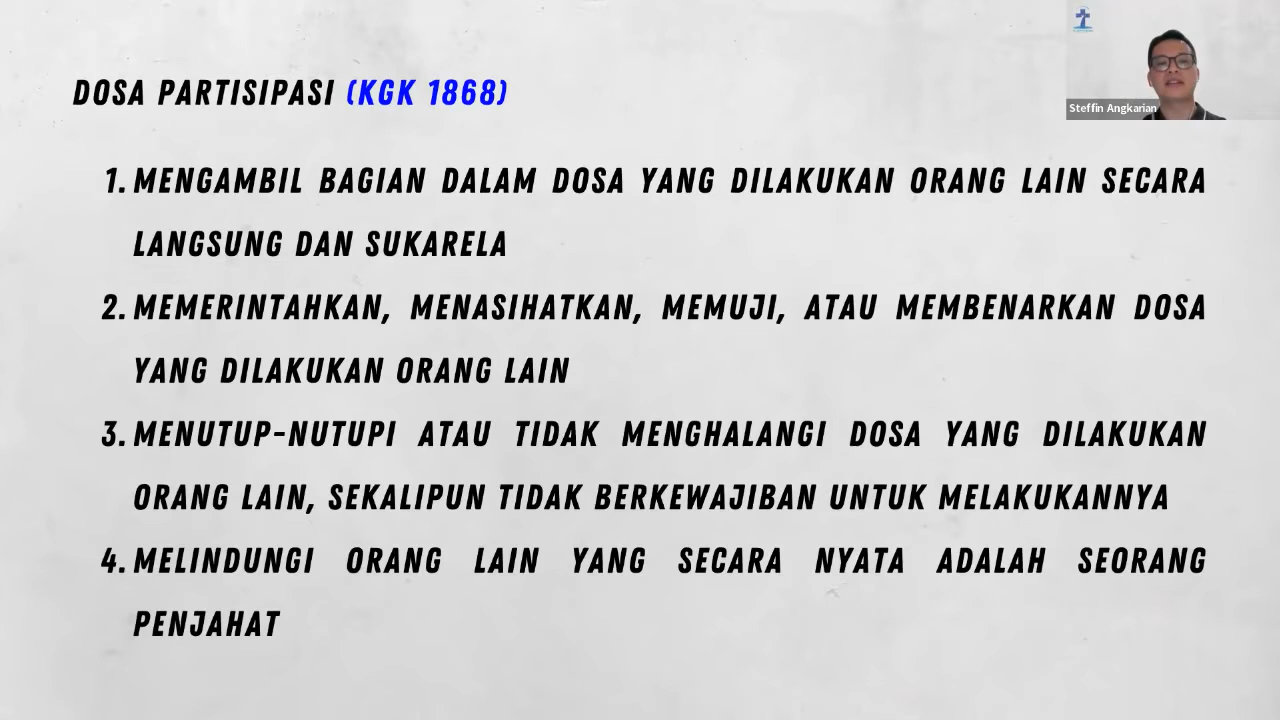 DOSA PARTISIPASI (KGK 1868)
Steffin Angkarian
1. MENGAMBIL BAGIAN DALAM DOSA YANG DILAKUKAN ORANG LAIN SECARA
LANGSUNG DAN SUKARELA
2. MEMERINTAHKAN, MENASIHATKAN, MEMUJI, ATAU MEMBENARKAN DOSA
YANG DILAKUKAN ORANG LAIN
3. MENUTUP-NUTUPI ATAU TIDAK MENGHALANGI DOSA YANG DILAKUKAN
ORANG LAIN, SEKALIPUN TIDAK BERKEWAJIBAN UNTUK MELAKUKANNYA
4. MELINDUNGI ORANG LAIN YANG SECARA NYATA ADALAH SEORANG
PENJAHAT